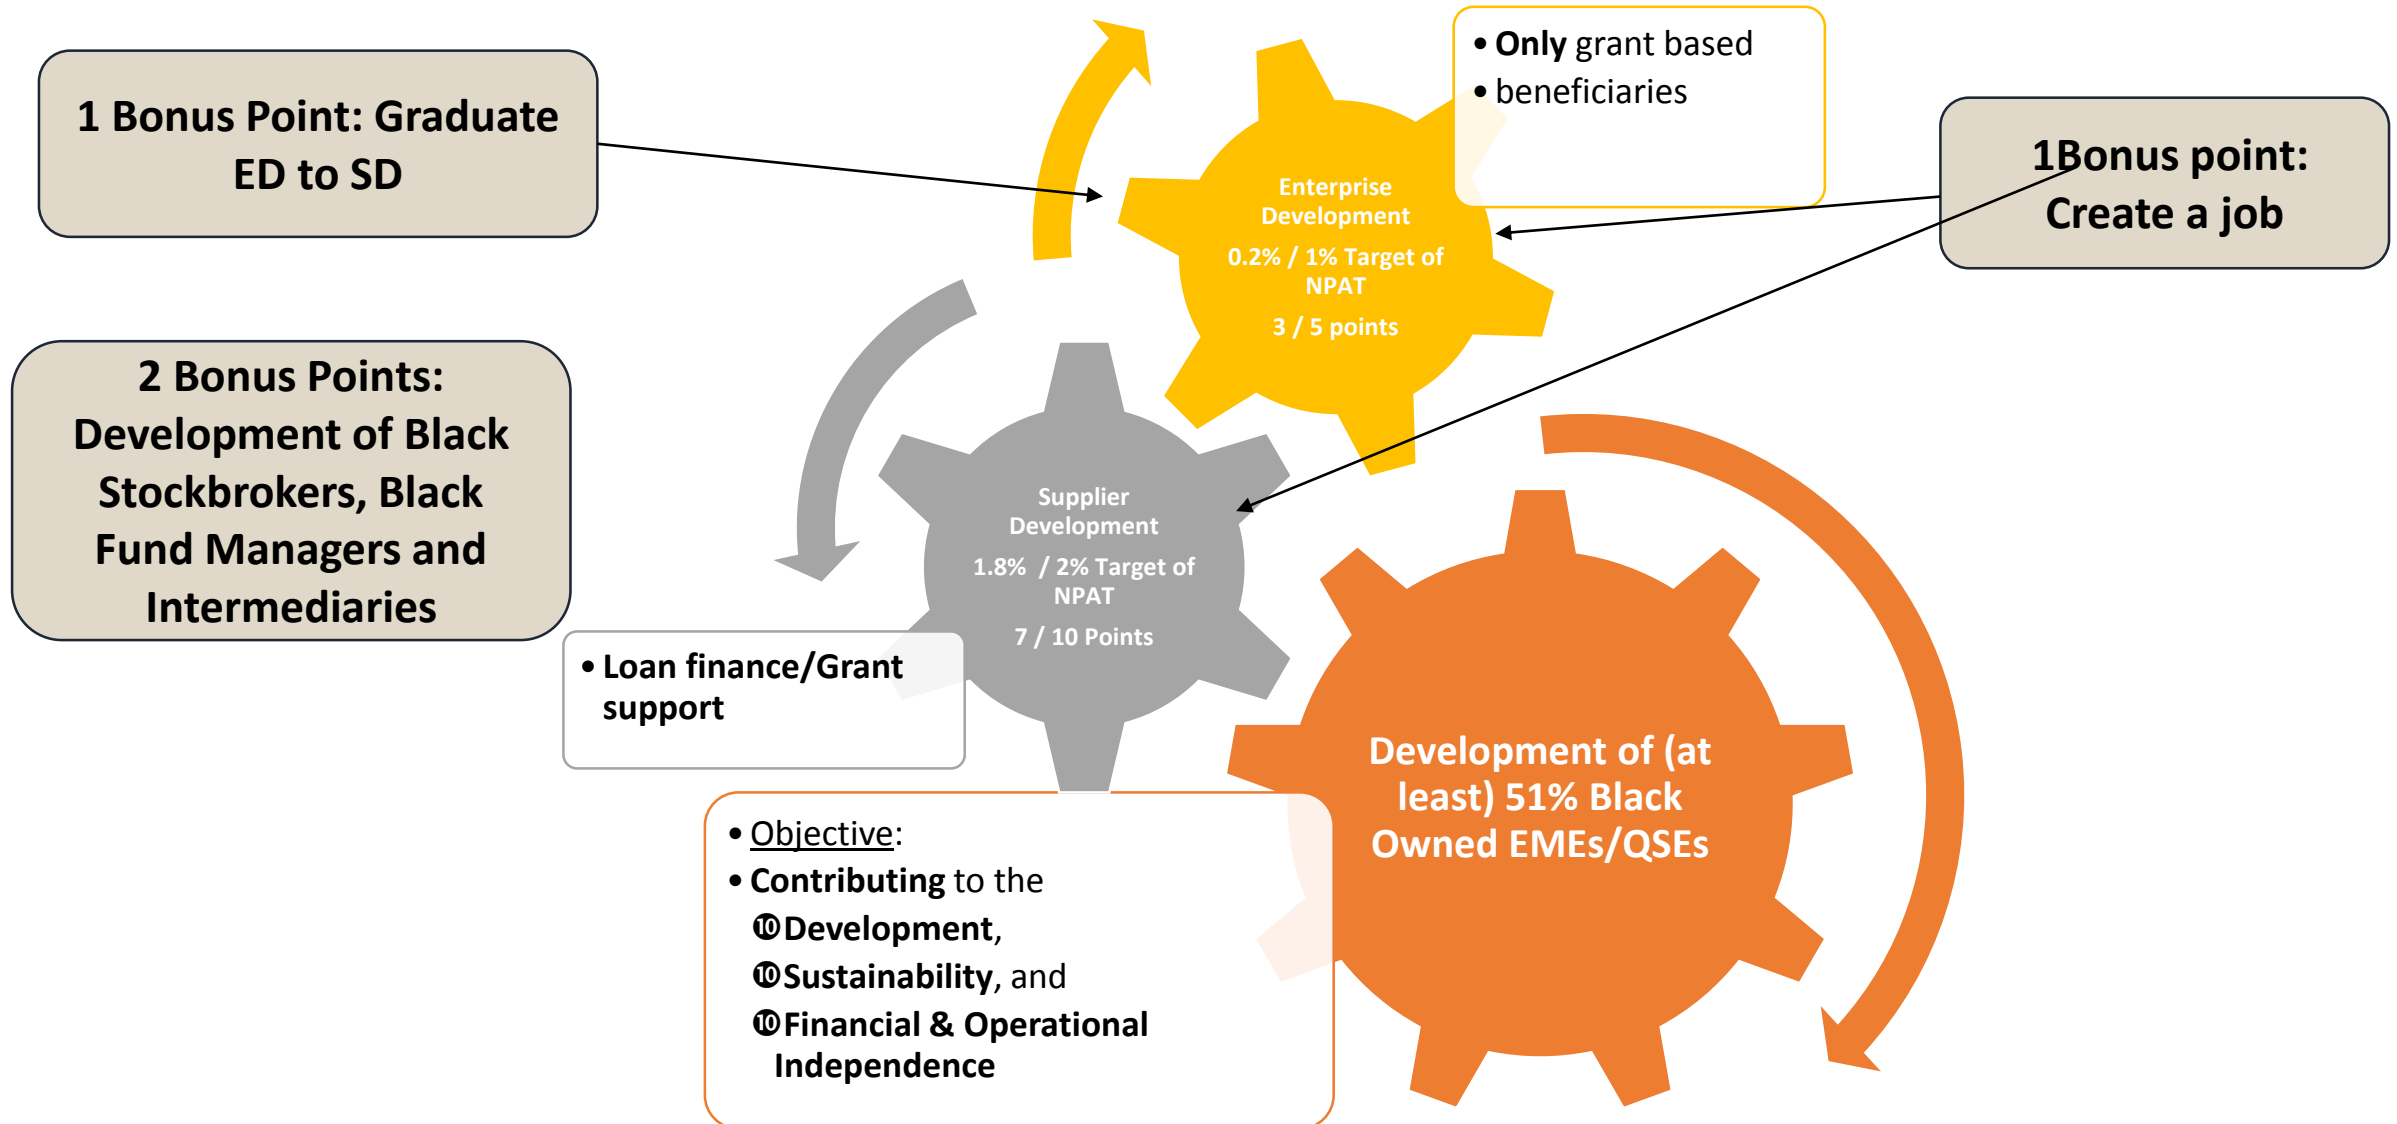 1 Bonus Point: Graduate
ED to SD
2 Bonus Points:
Development of Black
Stockbrokers, Black
Fund Managers and
Intermediaries
• Only grant based
• beneficiaries
1Bonus point:
Create a job
Enterprise
Development
0.2% / 1% Target of
NPAT
3 / 5 points
Supplier
Development
1.8%  / 2% Target of
NPAT
7 / 10 Points
• Loan finance/Grant
support
Development of (at
least) 51% Black
Owned EMEs/QSEs
• Objective:
• Contributing to the
❿Development,
❿Sustainability, and
❿Financial & Operational
Independence